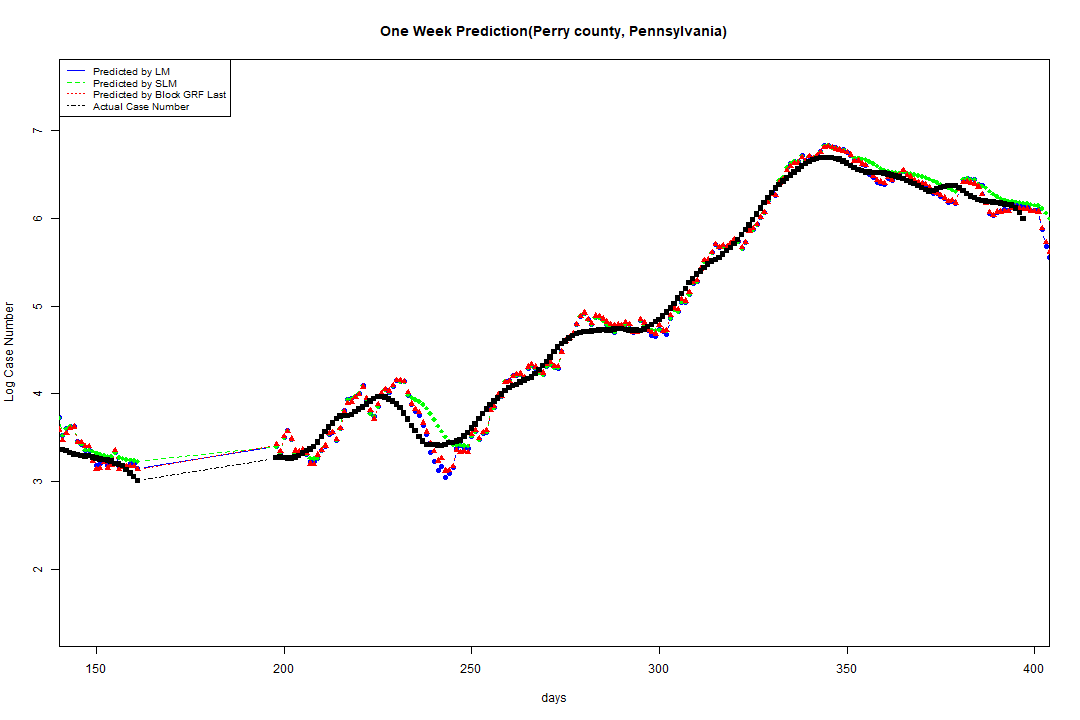 One Week Prediction(Perry county, Pennsylvania)
Predicted by LM
Predicted by SLM
Predicted by Block GRF Last
Actual Case Number
7
6
5
4
3
2
Log Case Number
150 200 250 300 350 400
days